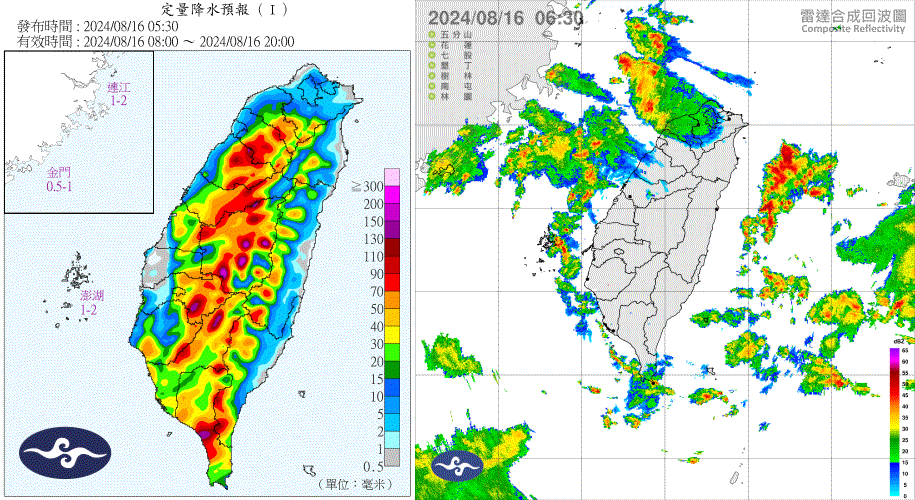 定量降水預報 ( I )
發布時間 : 2024/08/16 05:30
有效時間 : 2024/08/16 08:00 ～ 2024/08/16 20:00
連江
1-2
金門
0.5-1
澎湖
1-2
≥
300
200
150
130
110
90
70
50
40
30
20
15
10
5
2
1
0.5
(單位：毫米)
2024/08/16 06:30
五分山
花蓮
七股
墾丁
樹林
南屯
林園
雷達合成回波圖
Composite Reflectivity
dBZ
65
60
55
50
45
40
35
30
25
20
15
10
5